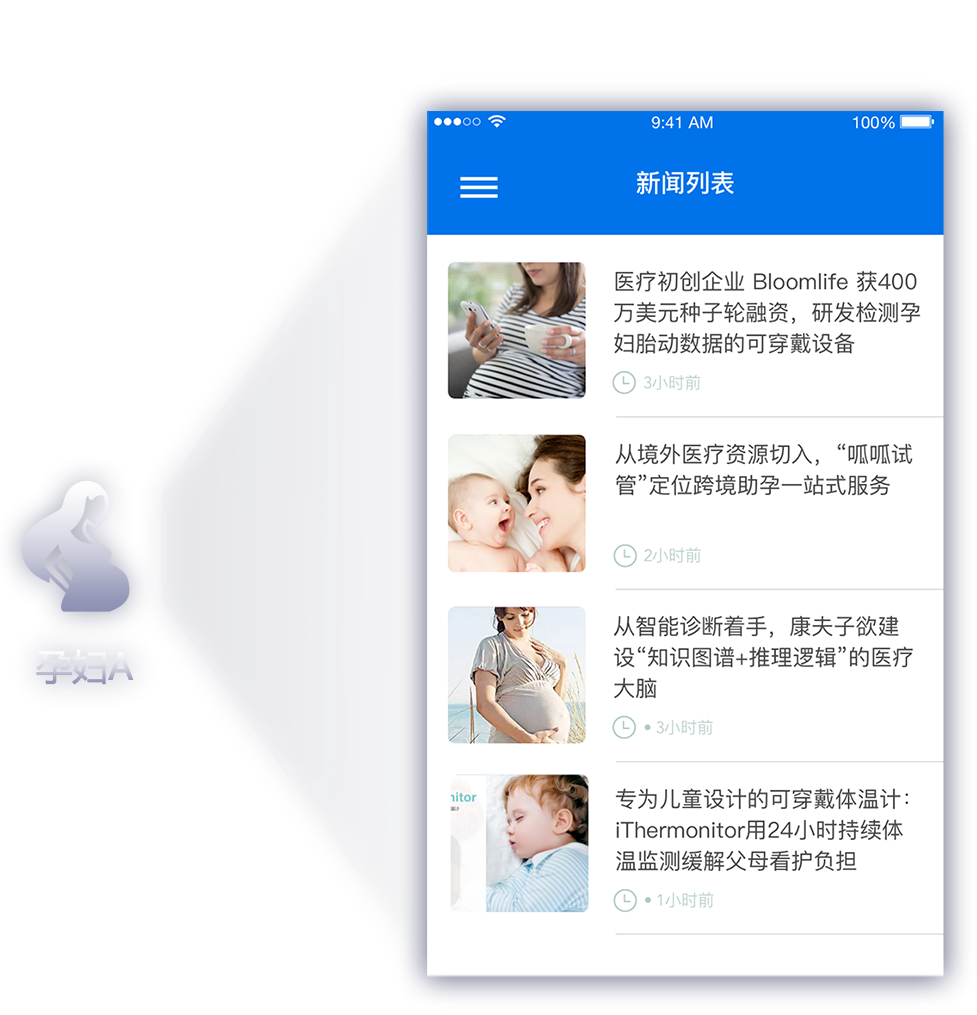 9:41 AM
100%
新闻列表
医疗初创企业 Bloomlife 获400
万美元种子轮融资，研发检测孕
妇胎动数据的可穿戴设备
3小时前
从境外医疗资源切入，“呱呱试
管”定位跨境助孕一站式服务
2小时前
孕妇A
从智能诊断着手，康夫子欲建
设“知识图谱+推理逻辑”的医疗
大脑
• 3小时前
nitor
专为儿童设计的可穿戴体温计：
iThermonitor用24小时持续体
温监测缓解父母看护负担
• 1小时前